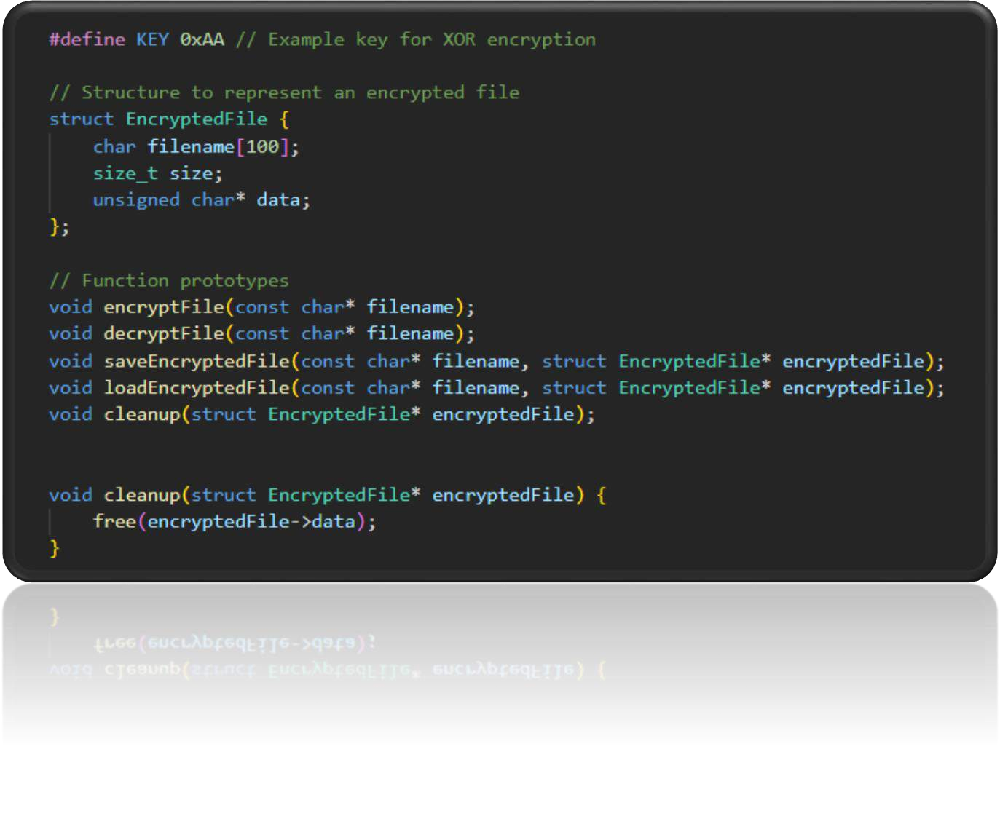 #define KEY 0xAA // Example key for XOR encryption
// Structure to represent an encrypted file
struct EncryptedFile {
    char filename[100];
    size_t size;
    unsigned char* data;
};
// Function prototypes
void encryptFile(const char* filename);
void decryptFile(const char* filename);
void saveEncryptedFile(const char* filename, struct EncryptedFile* encryptedFile);
void loadEncryptedFile(const char* filename, struct EncryptedFile* encryptedFile);
void cleanup(struct EncryptedFile* encryptedFile);
void cleanup(struct EncryptedFile* encryptedFile) {
    free(encryptedFile->data);
}